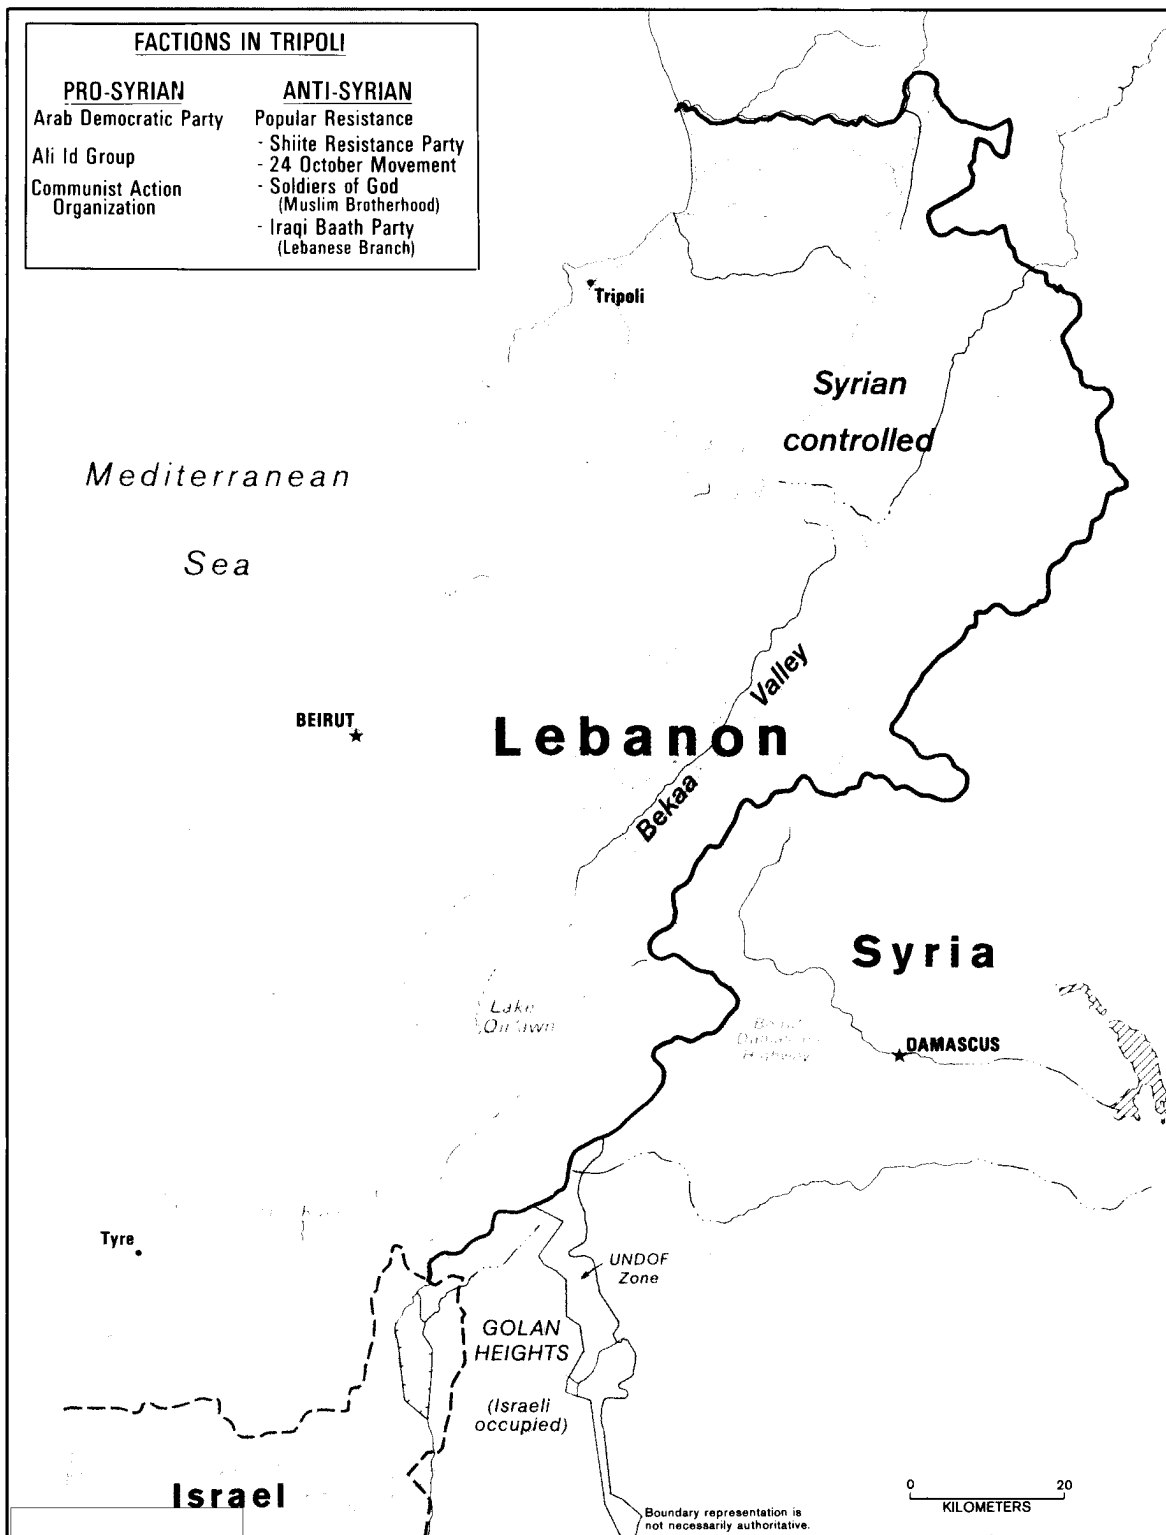 FACTIONS IN TRIPOLI
PRO-SYRIAN
Arab Democratic Party
Ali Id Group
Communist Action
Organization
ANTI-SYRIAN
Popular Resistance
- Shiite Resistance Party
- 24 October Movement
- Soldiers of God
(Muslim Brotherhood)
- Iraqi Baath Party
(Lebanese Branch)
Tripoli
Syrian
controlled
Mediterranean
Sea
Valley
BEIRUT
Lebanon
Bekaa
Syria
Lake
Damascus
Highway
DAMASCUS
Tyre
UNDOF
Zone
GOLAN
HEIGHTS
(Israeli
occupied)
Israel
0 20
KILOMETERS
Boundary representation is
not necessarily authoritative.